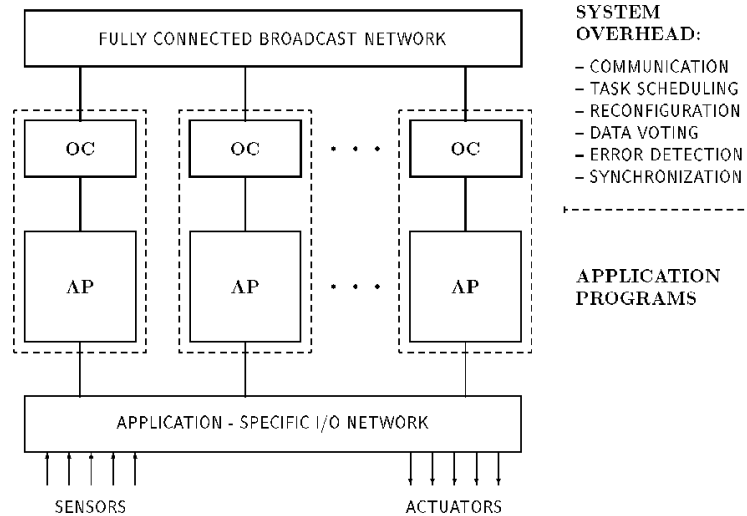 FULLY CONNECTED BROADCAST NETWORK
OC
OC
OC
AP
AP
AP
APPLICATION - SPECIFIC I/O NETWORK
SENSORS
ACTUATORS
SYSTEM
OVERHEAD:
– COMMUNICATION
– TASK SCHEDULING
– RECONFIGURATION
– DATA VOTING
– ERROR DETECTION
– SYNCHRONIZATION
APPLICATION
PROGRAMS